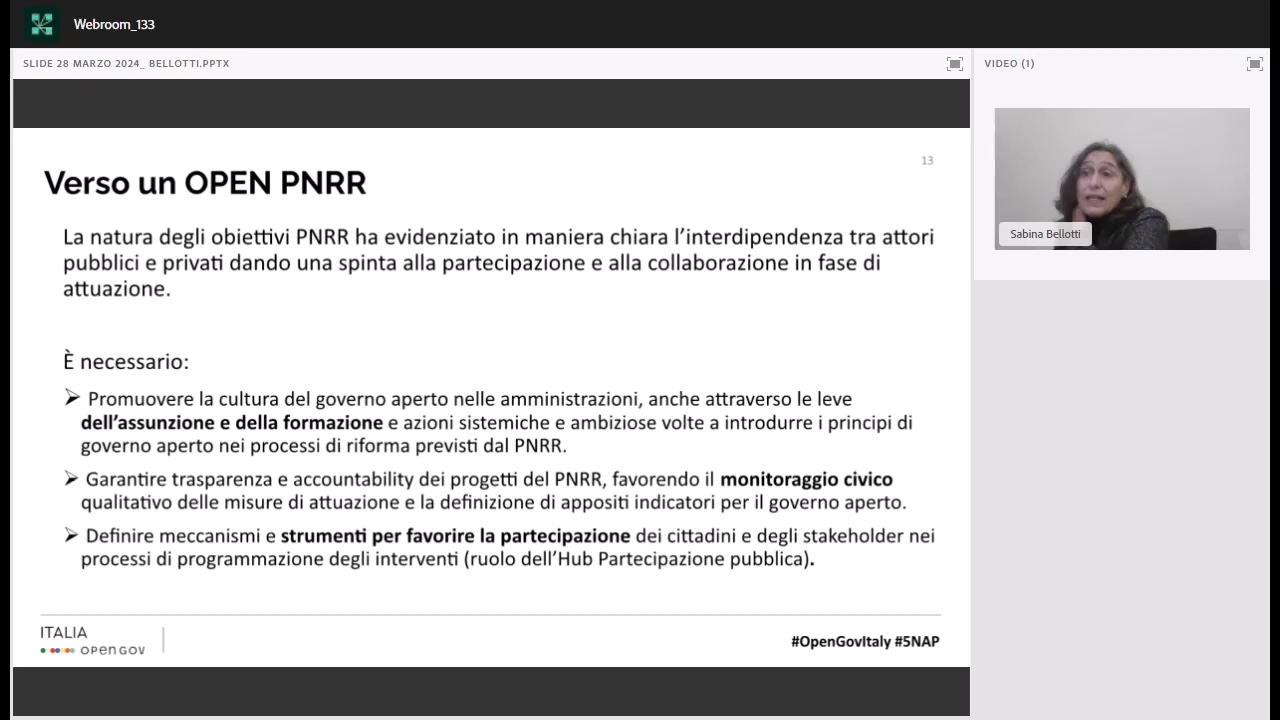 Webroom_133
SLIDE 28 MARZO 2024_ BELLOTTI.PPTX
VIDEO (1)
13
Verso un OPEN PNRR
La natura degli obiettivi PNRR ha evidenziato in maniera chiara l’interdipendenza tra attori
pubblici e privati dando una spinta alla partecipazione e alla collaborazione in fase di
attuazione.
È necessario:
➢ Promuovere la cultura del governo aperto nelle amministrazioni, anche attraverso le leve
dell’assunzione e della formazione e azioni sistemiche e ambiziose volte a introdurre i principi di
governo aperto nei processi di riforma previsti dal PNRR.
➢ Garantire trasparenza e accountability dei progetti del PNRR, favorendo il monitoraggio civico
qualitativo delle misure di attuazione e la definizione di appositi indicatori per il governo aperto.
➢ Definire meccanismi e strumenti per favorire la partecipazione dei cittadini e degli stakeholder nei
processi di programmazione degli interventi (ruolo dell’Hub Partecipazione pubblica).
ITALIA
OPENGOV
#OpenGovItaly #5NAP
Sabina Bellotti